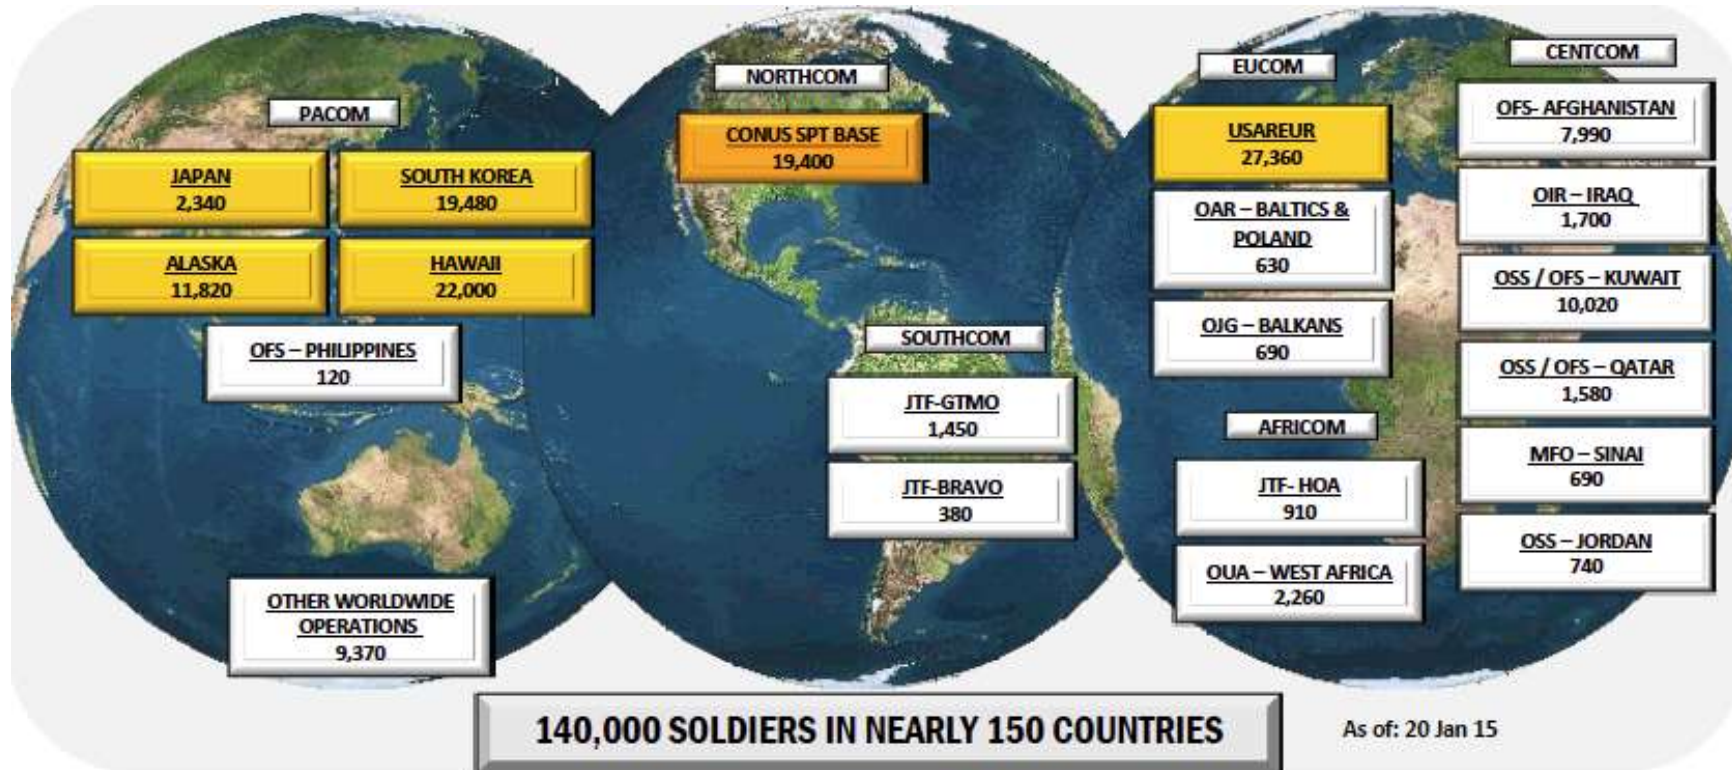 PACOM
JAPAN
2,340
SOUTH KOREA
19,480
ALASKA
11,820
HAWAII
22,000
OFS – PHILIPPINES
120
OTHER WORLDWIDE
OPERATIONS
9,370
NORTHCOM
CONUS SPT BASE
19,400
SOUTHCOM
JTF-GTMO
1,450
JTF-BRAVO
380
EUCOM
USAREUR
27,360
OAR – BALTICS &
POLAND
630
OJG – BALKANS
690
AFRICOM
JTF- HOA
910
OUA – WEST AFRICA
2,260
CENTCOM
OFS- AFGHANISTAN
7,990
OIR – IRAQ
1,700
OSS / OFS – KUWAIT
10,020
OSS / OFS – QATAR
1,580
MFO – SINAI
690
OSS – JORDAN
740
140,000 SOLDIERS IN NEARLY 150 COUNTRIES
As of: 20 Jan 15